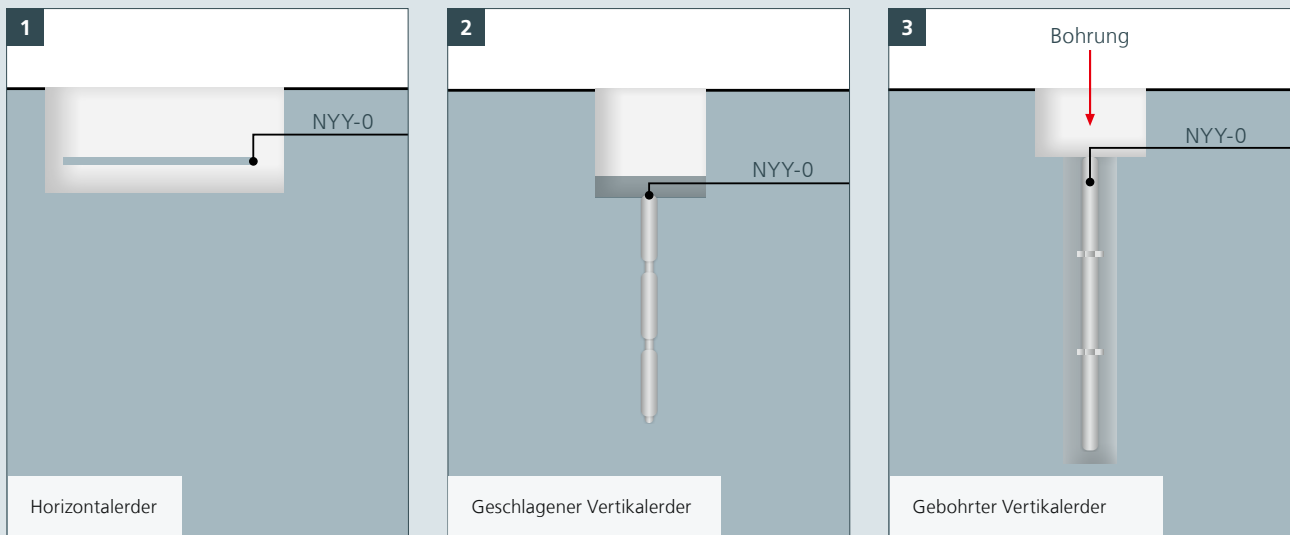 1
NYY-0
Horizontalerder
2
NYY-0
Geschlagener Vertikalerder
3
Bohrung
NYY-0
Gebohrter Vertikalerder